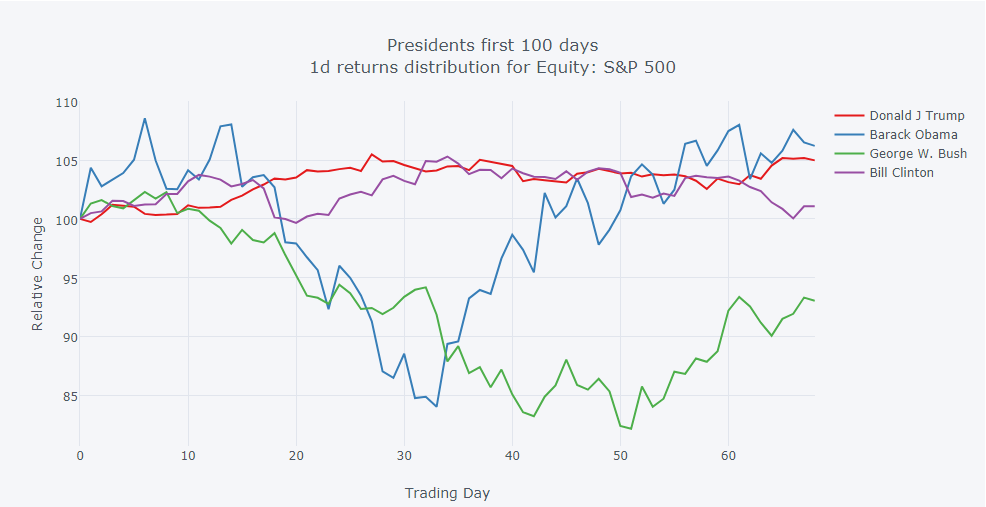 Presidents first 100 days
1d returns distribution for Equity: S&P 500
110
105
100
95
90
85
Relative Change
0
10
20
30
40
50
60
Trading Day
Donald J Trump
Barack Obama
George W. Bush
Bill Clinton